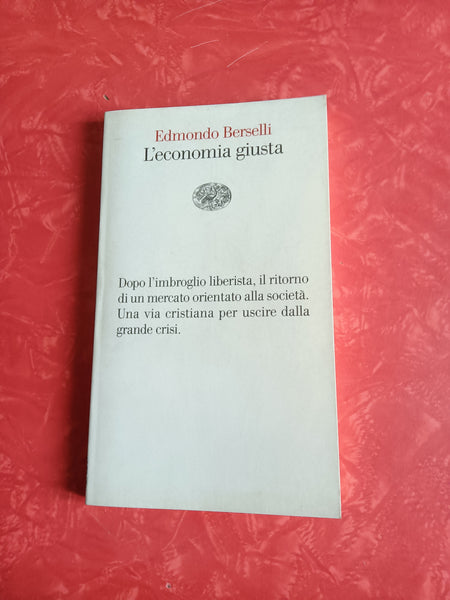 Edmondo Berselli
L'economia giusta
Dopo l'imbroglio liberista, il ritorno
di un mercato orientato alla società.
Una via cristiana per uscire dalla
grande crisi.